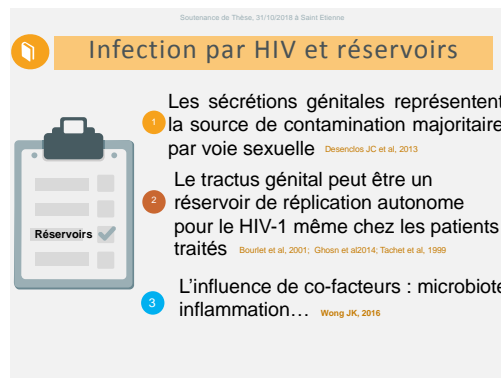 Soutenance de Thèse, 31/10/2018 à Saint Etienne
Infection par HIV et réservoirs
Les sécrétions génitales représentent
1 la source de contamination majoritaire
par voie sexuelle Desenclos JC et al, 2013
Le tractus génital peut être un
2 réservoir de réplication autonome
pour le HIV-1 même chez les patients
traités Bourlet et al, 2001; Ghosn et al2014; Tachet et al, 1999
Réservoirs
L'influence de co-facteurs : microbiote
3 inflammation… Wong JK, 2016